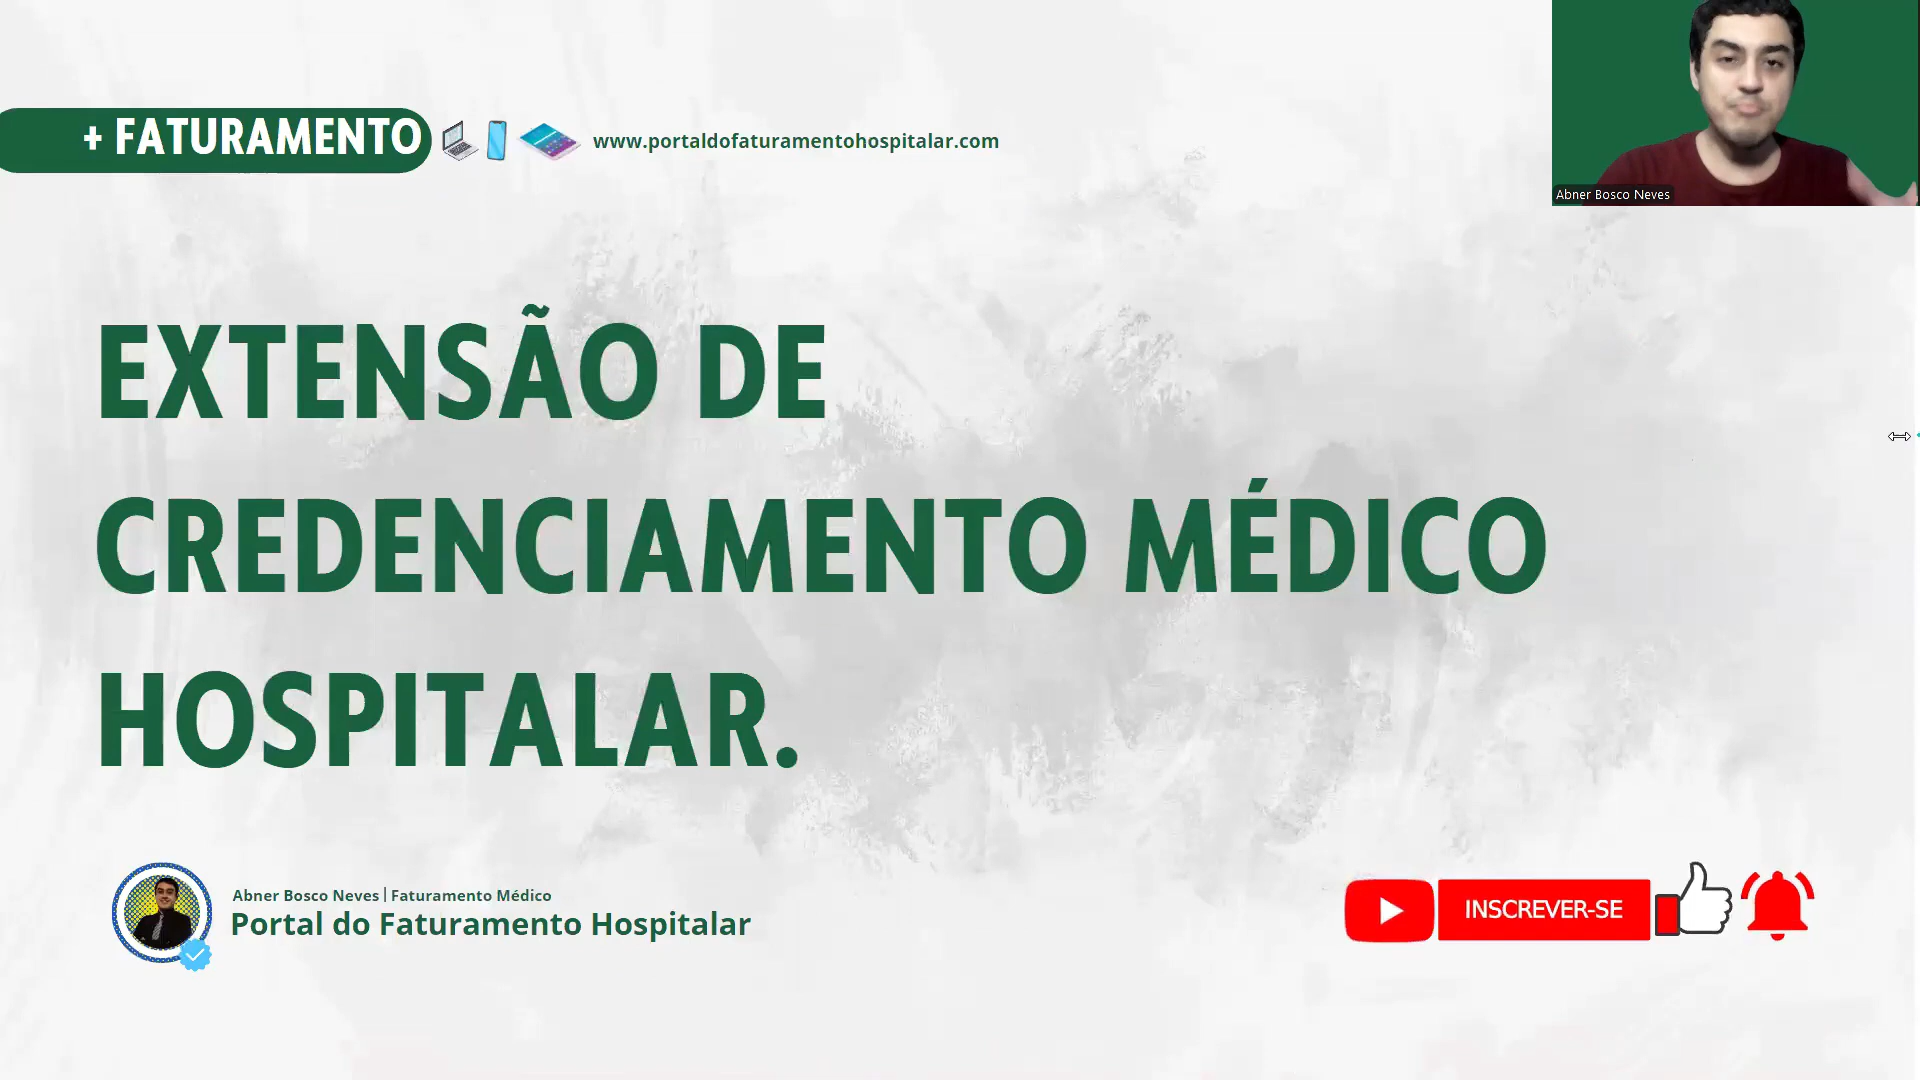 + FATURAMENTO
www.portaldofaturamentohospitalar.com
Abner Bosco Neves
EXTENSÃO DE
CREDENCIAMENTO MÉDICO
HOSPITALAR.
Abner Bosco Neves | Faturamento Médico
Portal do Faturamento Hospitalar
INSCREVER-SE